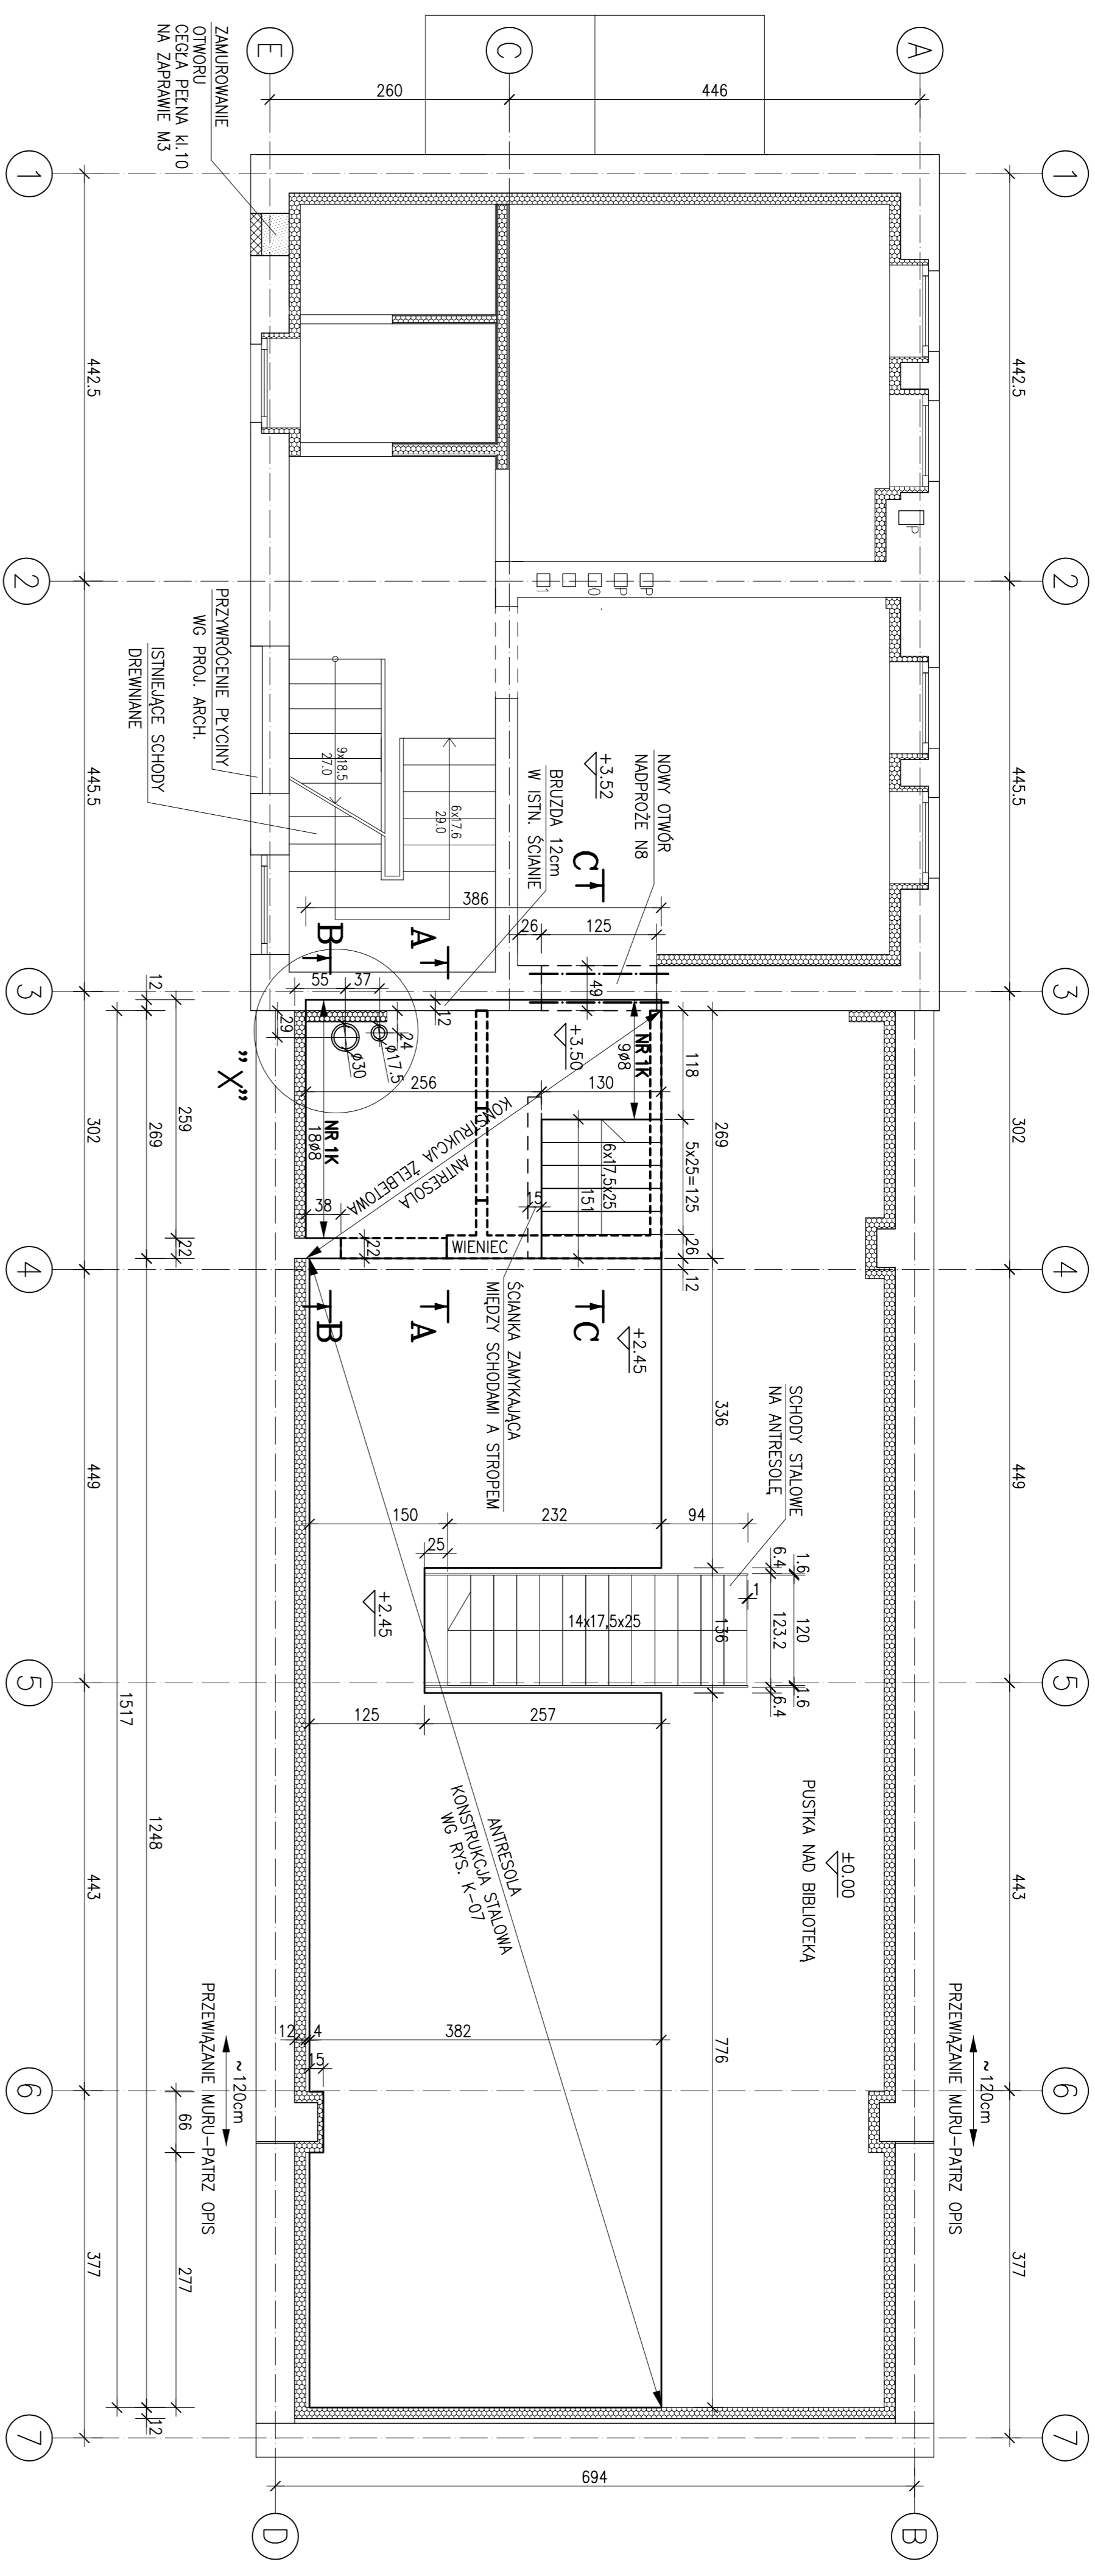 E
C
A
260
446
ZAMUROWANIE
OTWORU
CEGŁA PEŁNA kl.10
NA ZAPRAWIE M3
1
1
442.5
442.5
P
2
2
1
O
P
P
PRZYWRÓCENIE PŁYCINY
WG PROJ. ARCH.
ISTNIEJĄCE SCHODY
DREWNIANE
9x18.5
27.0
6x17.6
29.0
445.5
445.5
+3.52
NOWY OTWÓR
NADPROŻE N8
BRUZDA 12cm
W ISTN. ŚCIANIE
C
386
26
125
B
A
55
37
49
3
3
12
12
29
24
ø30
ø17.5
"X"
+3.50
NR 1K
9ø8
118
256
130
259
269
302
302
269
NR 1K
18ø8
ANTRESOLA
KONSTRUKCJA ŻELBETOWA
6x17,5x25
5x25=125
151
15
38
22
22
WIENIEC
26
12
4
4
B
A
C
+2.45
ŚCIANKA ZAMYKAJĄCA
MIĘDZY SCHODAMI A STROPEM
SCHODY STALOWE
NA ANTRESOLĘ
336
449
449
150
232
94
25
6.4
1.6
1
+2.45
14x17,5x25
136
123.2
120
6.4
1.6
5
5
1517
125
257
ANTRESOLA
KONSTRUKCJA STALOWA
WG RYS. K-07
±0.00
PUSTKA NAD BIBLIOTEKĄ
1248
443
443
PRZEWIĄZANIE MURU-PATRZ OPIS
~120cm
PRZEWIĄZANIE MURU-PATRZ OPIS
~120cm
12
4
15
382
776
6
6
66
377
377
277
12
7
7
694
D
B